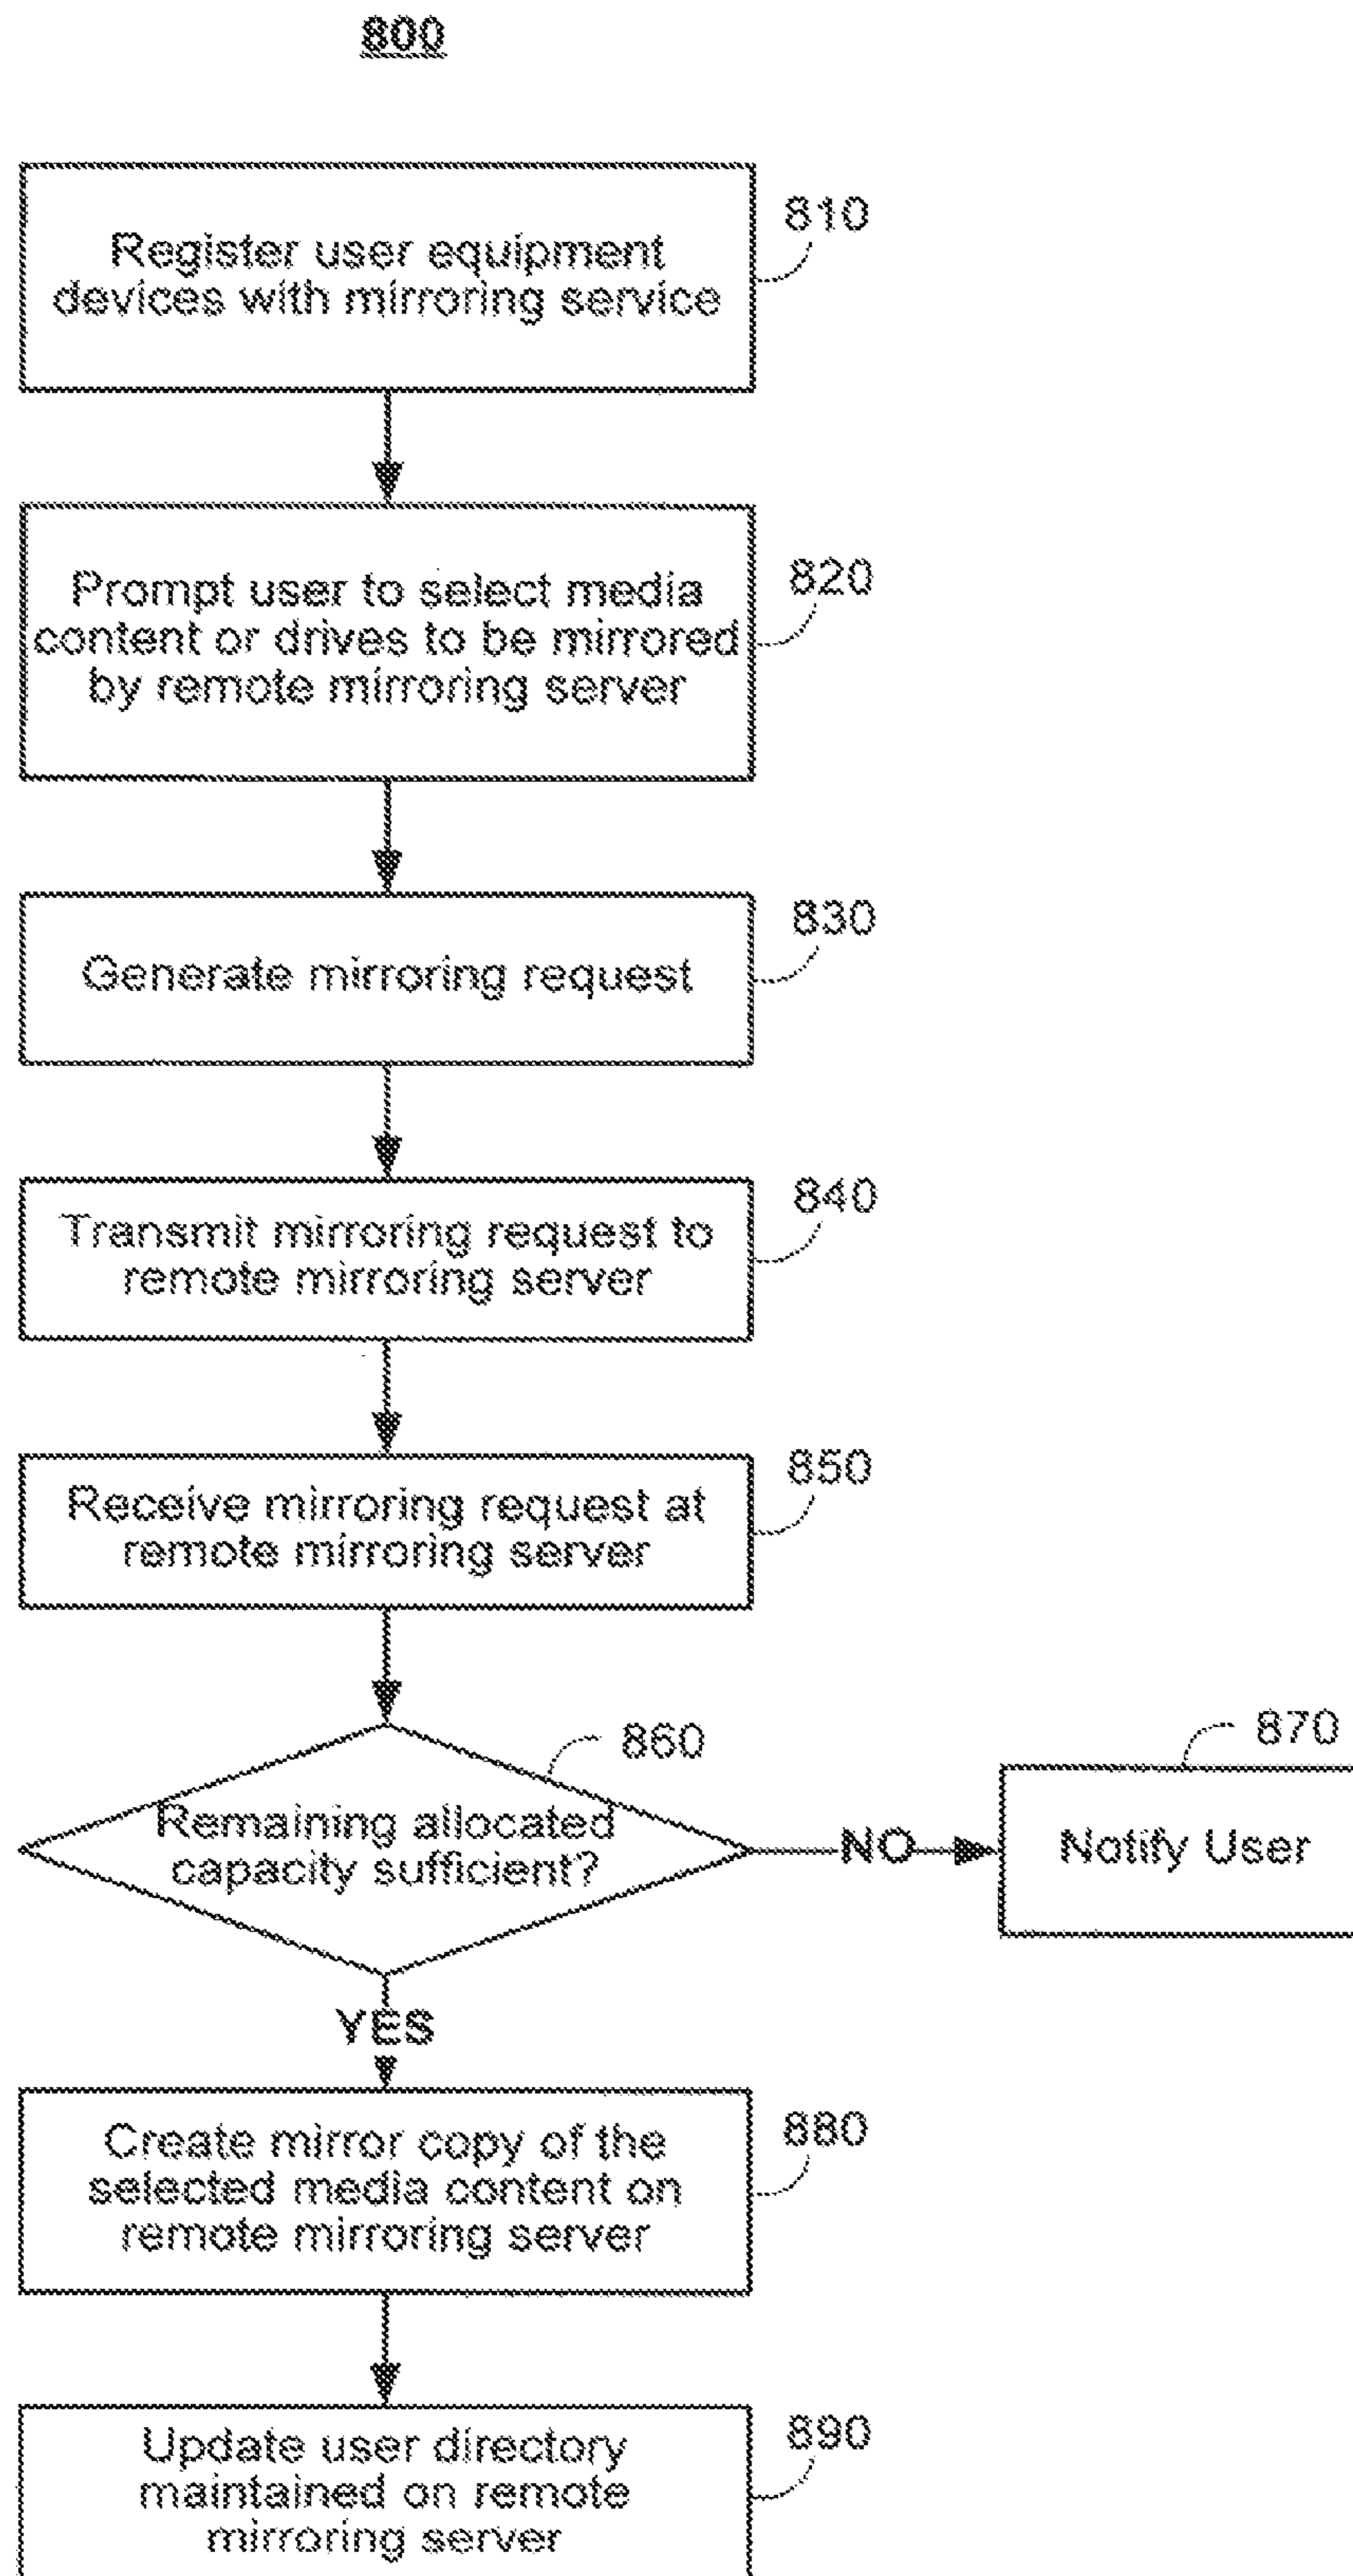 800
Register user equipment
devices with mirroring service
810
Prompt user to select media
content or drives to be mirrored
by remote mirroring server
820
Generate mirroring request
830
Transmit mirroring request to
remote mirroring server
840
Receive mirroring request at
remote mirroring server
850
Remaining allocated
capacity sufficient?
860
NO
Notify User
870
YES
Create mirror copy of the
selected media content on
remote mirroring server
880
Update user directory
maintained on remote
mirroring server
890